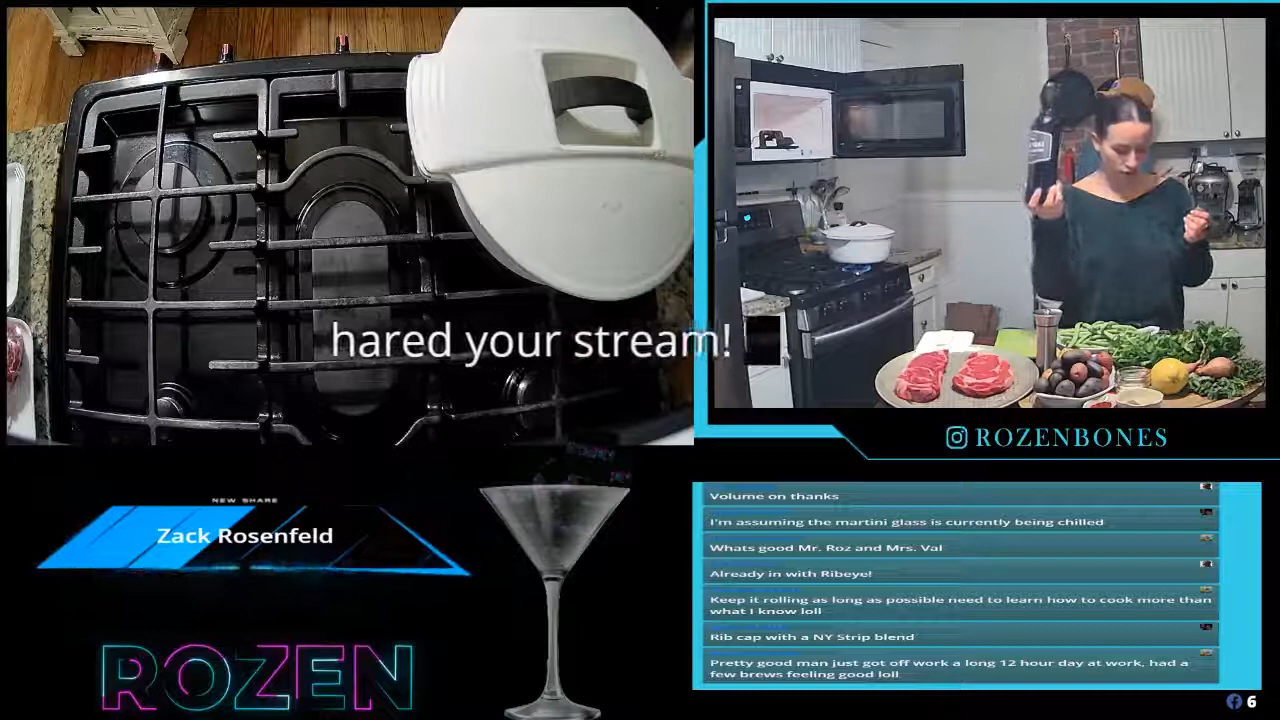 hared your stream!
ROZENBONES
NEW SHARE
Zack Rosenfeld
ROZEN
Volume on thanks
I'm assuming the martini glass is currently being chilled
Whats good Mr. Roz and Mrs. Val
Already in with Ribeye!
Keep it rolling as long as possible need to learn how to cook more than
what I know loll
Rib cap with a NY Strip blend
Pretty good man just got off work a long 12 hour day at work, had a
few brews feeling good loll
6